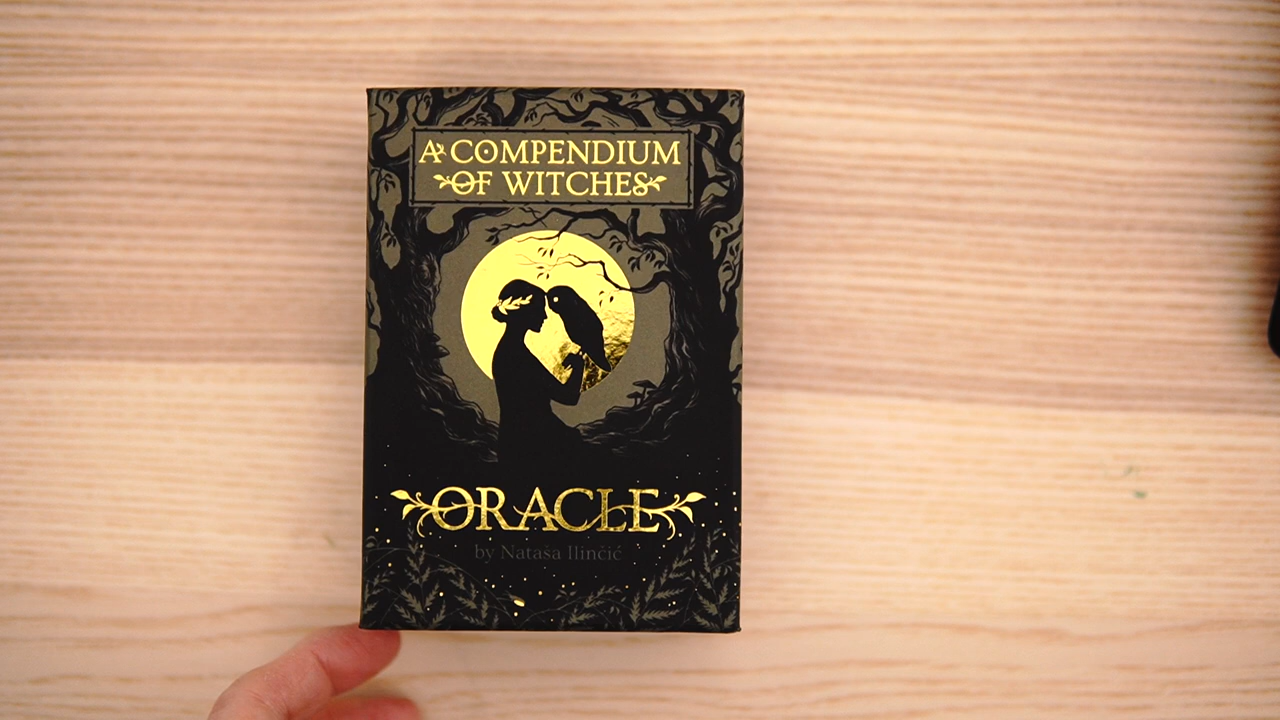 A COMPENDIUM
OF WITCHES
ORACLE
by Nataša Ilinčić